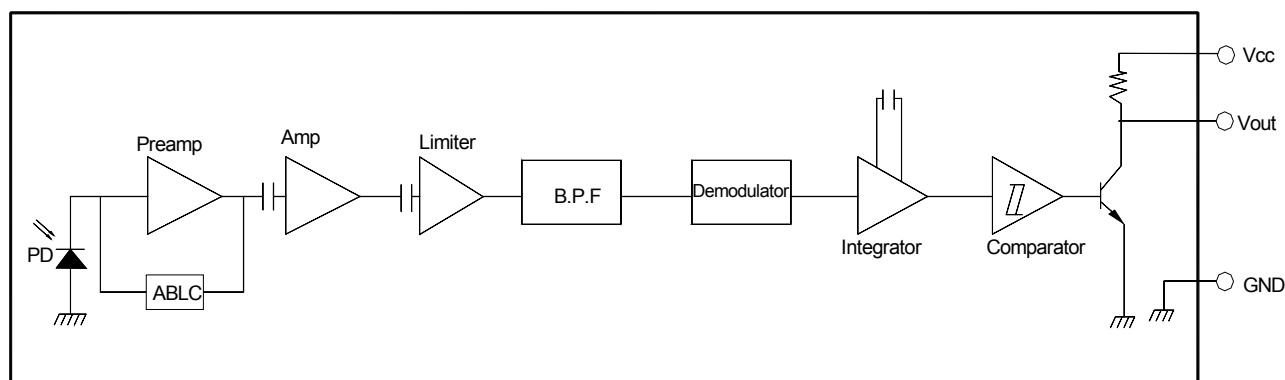 Vcc
Vout
Preamp
Amp
Limiter
B.P.F
Demodulator
Integrator
Comparator
PD
ABLC
GND